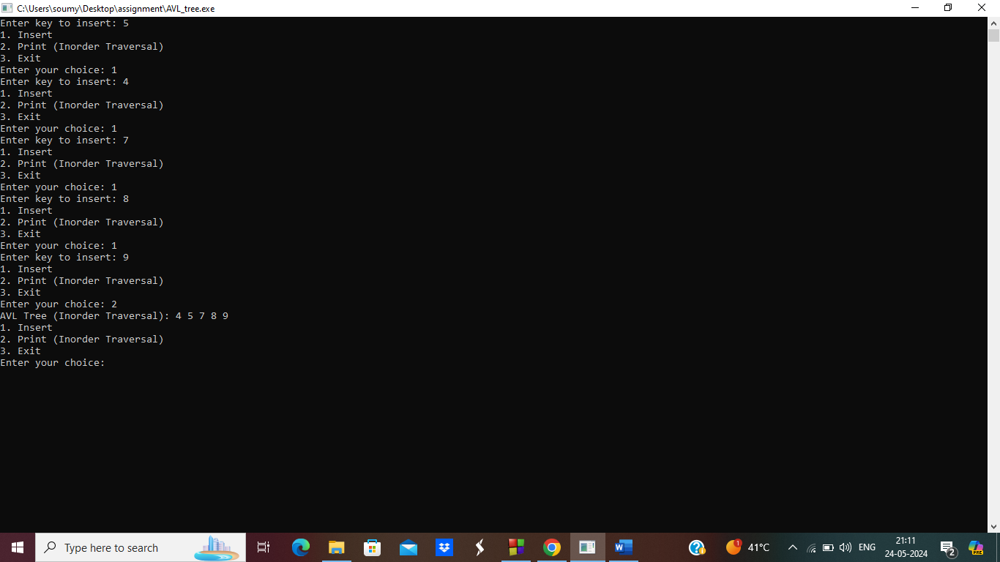 C:\Users\soumy\Desktop\assignment\AVL_tree.exe
Enter key to insert: 5
1. Insert
2. Print (Inorder Traversal)
3. Exit
Enter your choice: 1
Enter key to insert: 4
1. Insert
2. Print (Inorder Traversal)
3. Exit
Enter your choice: 1
Enter key to insert: 7
1. Insert
2. Print (Inorder Traversal)
3. Exit
Enter your choice: 1
Enter key to insert: 8
1. Insert
2. Print (Inorder Traversal)
3. Exit
Enter your choice: 1
Enter key to insert: 9
1. Insert
2. Print (Inorder Traversal)
3. Exit
Enter your choice: 2
AVL Tree (Inorder Traversal): 4 5 7 8 9
1. Insert
2. Print (Inorder Traversal)
3. Exit
Enter your choice:
Type here to search
1
41°C
ENG
21:11
24-05-2024
2
PRE